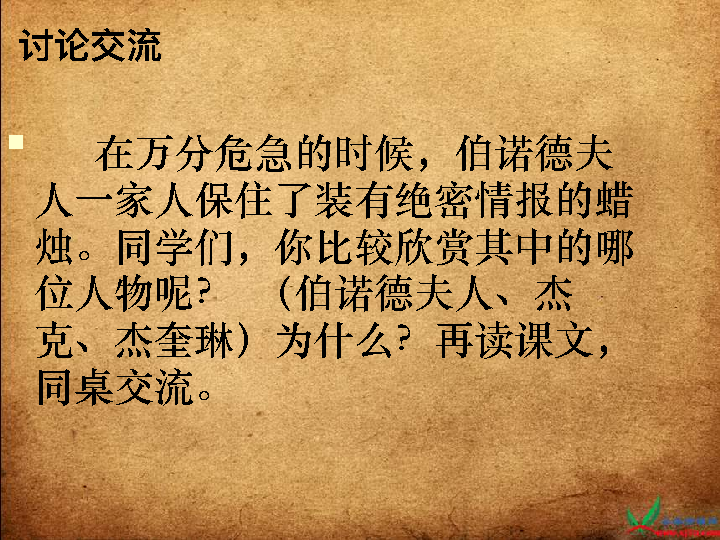 讨论交流
在万分危急的时候，伯诺德夫
人一家人保住了装有绝密情报的蜡
烛。同学们，你比较欣赏其中的哪
位人物呢？ （伯诺德夫人、杰
克、杰奎琳）为什么？再读课文，
同桌交流。